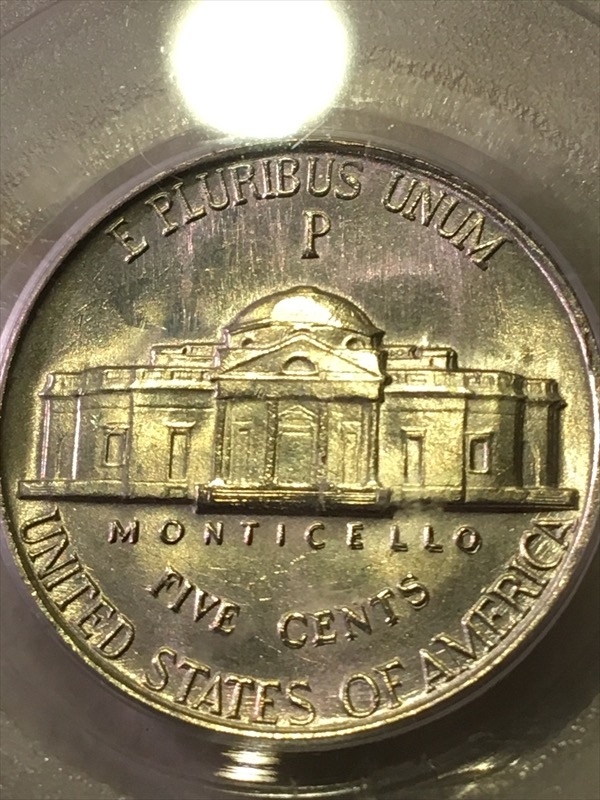 E PLURIBUS UNUM
P
MONTICELLO
FIVE CENTS
UNITED STATES OF AMERICA